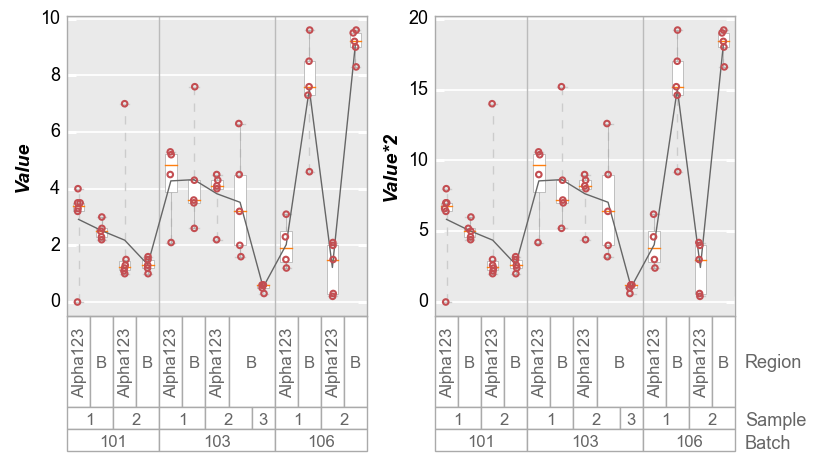 Value
10
8
6
4
2
0
Alpha123 B Alpha123 B Alpha123 B Alpha123 B Alpha123 B Alpha123 B
1 2 1 2 3 1 2
101 103 106
Value*2
20
15
10
5
0
Alpha123 B Alpha123 B Alpha123 B Alpha123 B Alpha123 B Alpha123 B Region
1 2 1 2 3 1 2 Sample
101 103 106 Batch